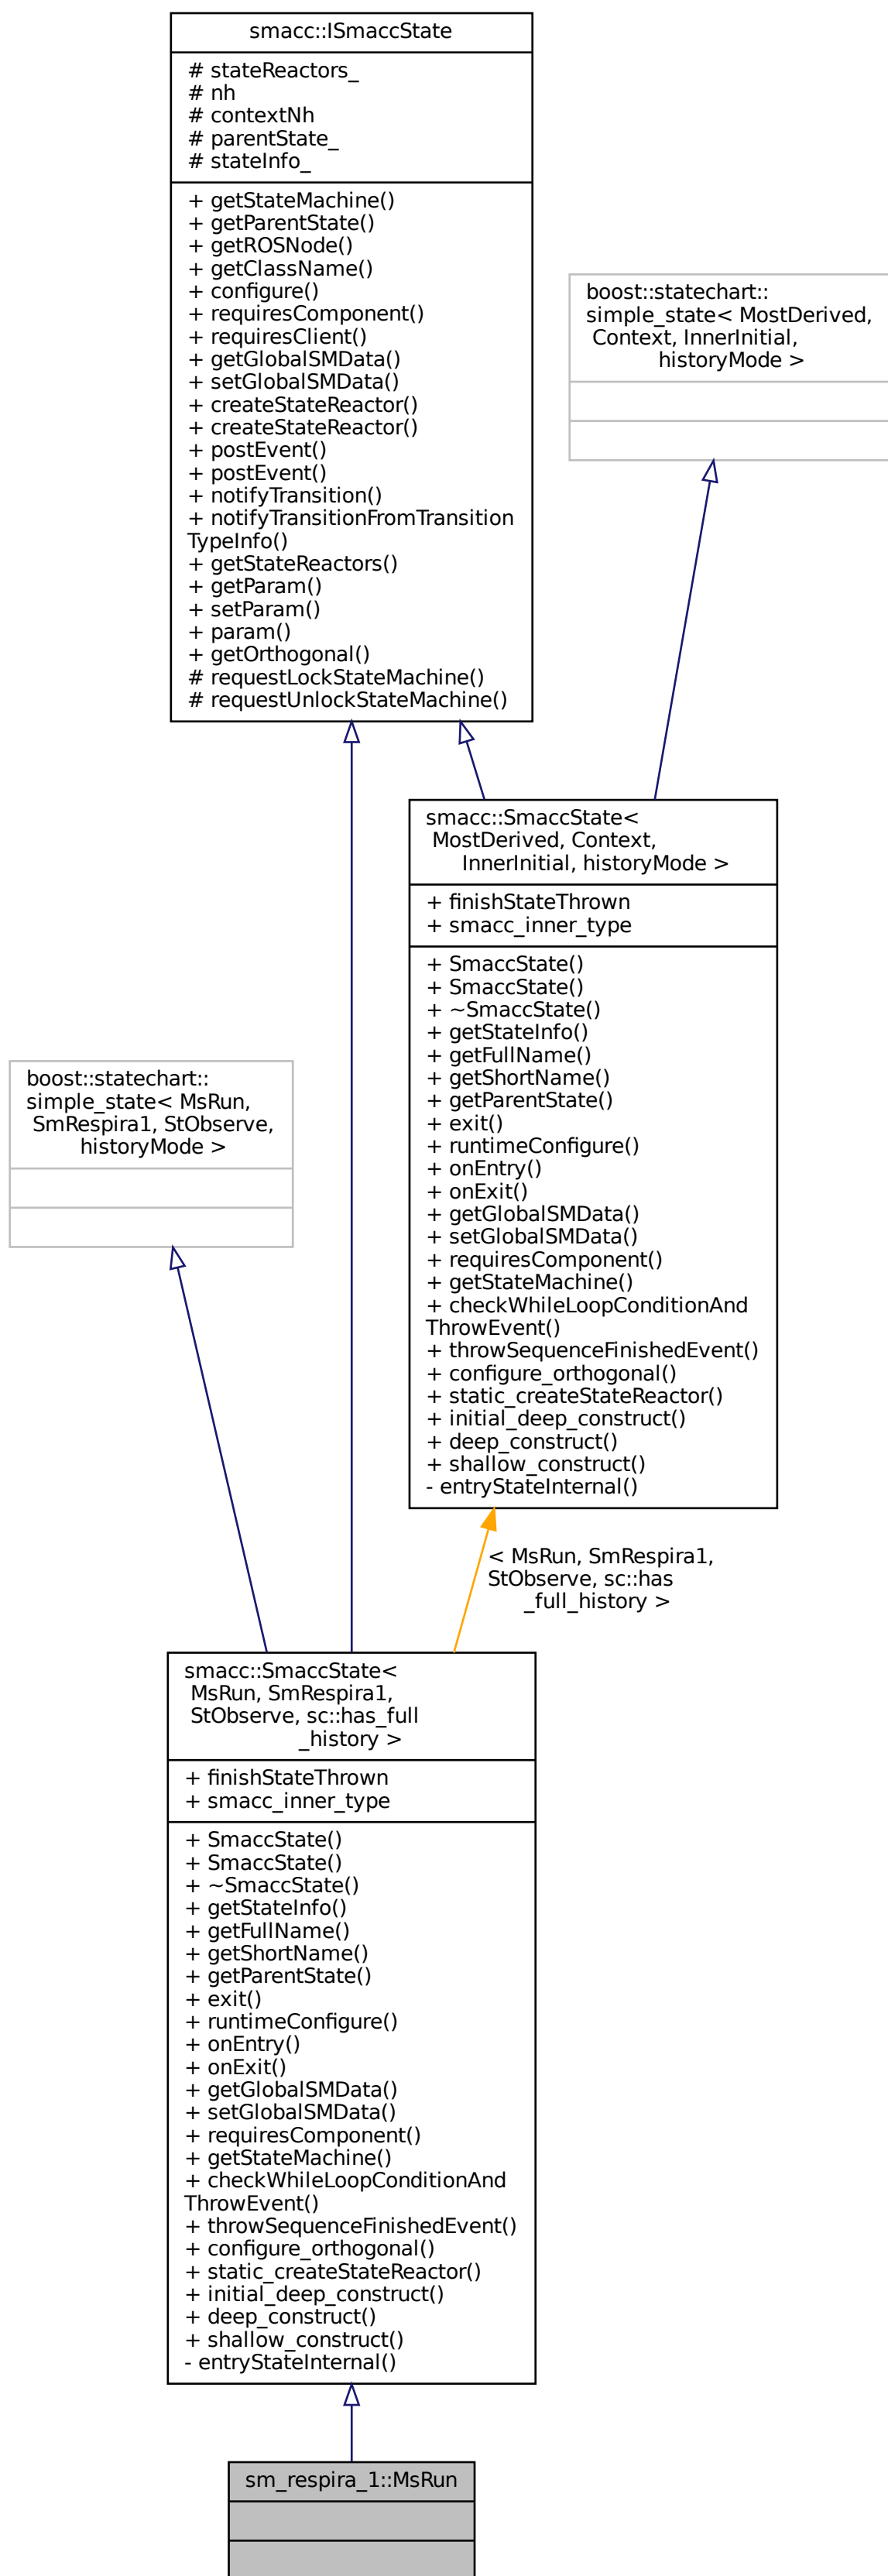 smacc::ISmaccState
# stateReactors_
# nh
# contextNh
# parentState_
# stateInfo_
+ getStateMachine()
+ getParentState()
+ getROSNode()
+ getClassName()
+ configure()
+ requiresComponent()
+ requiresClient()
+ getGlobalSMData()
+ setGlobalSMData()
+ createStateReactor()
+ createStateReactor()
+ postEvent()
+ postEvent()
+ notifyTransition()
+ notifyTransitionFromTransition
TypeInfo()
+ getStateReactors()
+ getParam()
+ setParam()
+ param()
+ getOrthogonal()
# requestLockStateMachine()
# requestUnlockStateMachine()
boost::statechart::
simple_state< MostDerived,
Context, InnerInitial,
historyMode >
smacc::SmaccState<
MostDerived, Context,
InnerInitial, historyMode >
+ finishStateThrown
+ smacc_inner_type
+ SmaccState()
+ SmaccState()
+ ~SmaccState()
+ getStateInfo()
+ getFullName()
+ getShortName()
+ getParentState()
+ exit()
+ runtimeConfigure()
+ onEntry()
+ onExit()
+ getGlobalSMData()
+ setGlobalSMData()
+ requiresComponent()
+ getStateMachine()
+ checkWhileLoopConditionAnd
ThrowEvent()
+ throwSequenceFinishedEvent()
+ configure_orthogonal()
+ static_createStateReactor()
+ initial_deep_construct()
+ deep_construct()
+ shallow_construct()
- entryStateInternal()
boost::statechart::
simple_state< MsRun,
SmRespira1, StObserve,
historyMode >
< MsRun, SmRespira1,
StObserve, sc::has
_full_history >
smacc::SmaccState<
MsRun, SmRespira1,
StObserve, sc::has_full
_history >
+ finishStateThrown
+ smacc_inner_type
+ SmaccState()
+ SmaccState()
+ ~SmaccState()
+ getStateInfo()
+ getFullName()
+ getShortName()
+ getParentState()
+ exit()
+ runtimeConfigure()
+ onEntry()
+ onExit()
+ getGlobalSMData()
+ setGlobalSMData()
+ requiresComponent()
+ getStateMachine()
+ checkWhileLoopConditionAnd
ThrowEvent()
+ throwSequenceFinishedEvent()
+ configure_orthogonal()
+ static_createStateReactor()
+ initial_deep_construct()
+ deep_construct()
+ shallow_construct()
- entryStateInternal()
sm_respira_1::MsRun